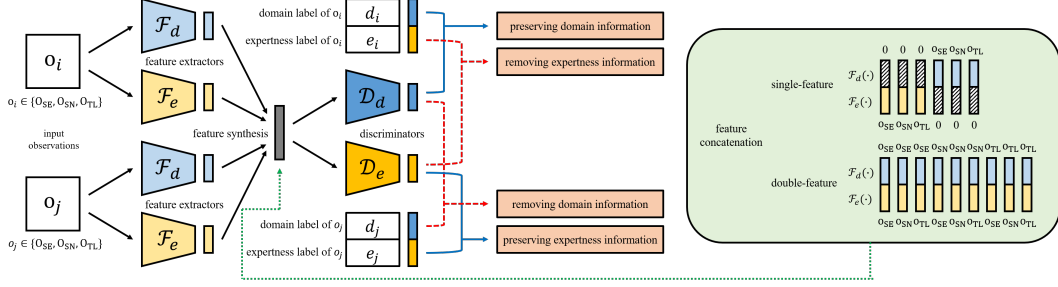 o_i
o_i ∈ {O_SE, O_SN, O_TL}
input
observations
o_j
o_j ∈ {O_SE, O_SN, O_TL}
F_d
feature extractors
F_e
F_d
feature extractors
F_e
feature synthesis
domain label of o_i
d_i
expertness label of o_i
e_i
D_d
discriminators
D_e
domain label of o_j
d_j
expertness label of o_j
e_j
preserving domain information
removing expertness information
removing domain information
preserving expertness information
feature
concatenation
single-feature
0 0 0 O_SE O_SN O_TL
F_d(·)
F_e(·)
O_SE O_SN O_TL 0 0 0
double-feature
O_SE O_SE O_SE O_SN O_SN O_SN O_TL O_TL O_TL
F_d(·)
F_e(·)
O_SE O_SN O_TL O_SE O_SN O_TL O_SE O_SN O_TL